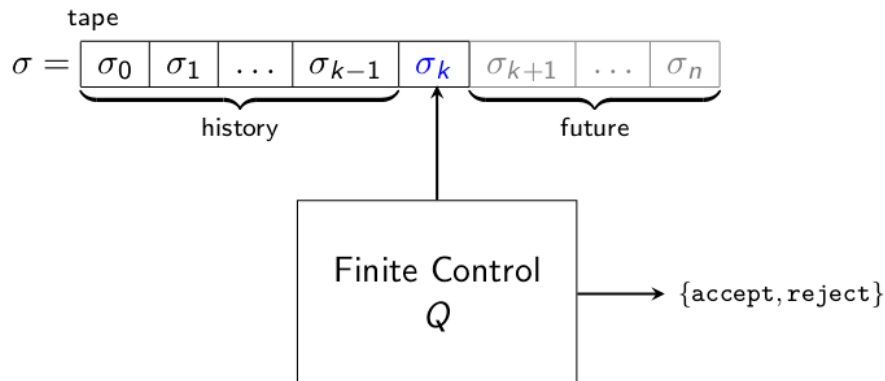 tape
σ = σ₀ σ₁ … σₖ₋₁ σₖ σₖ₊₁ … σₙ
history future
Finite Control
Q
{accept, reject}